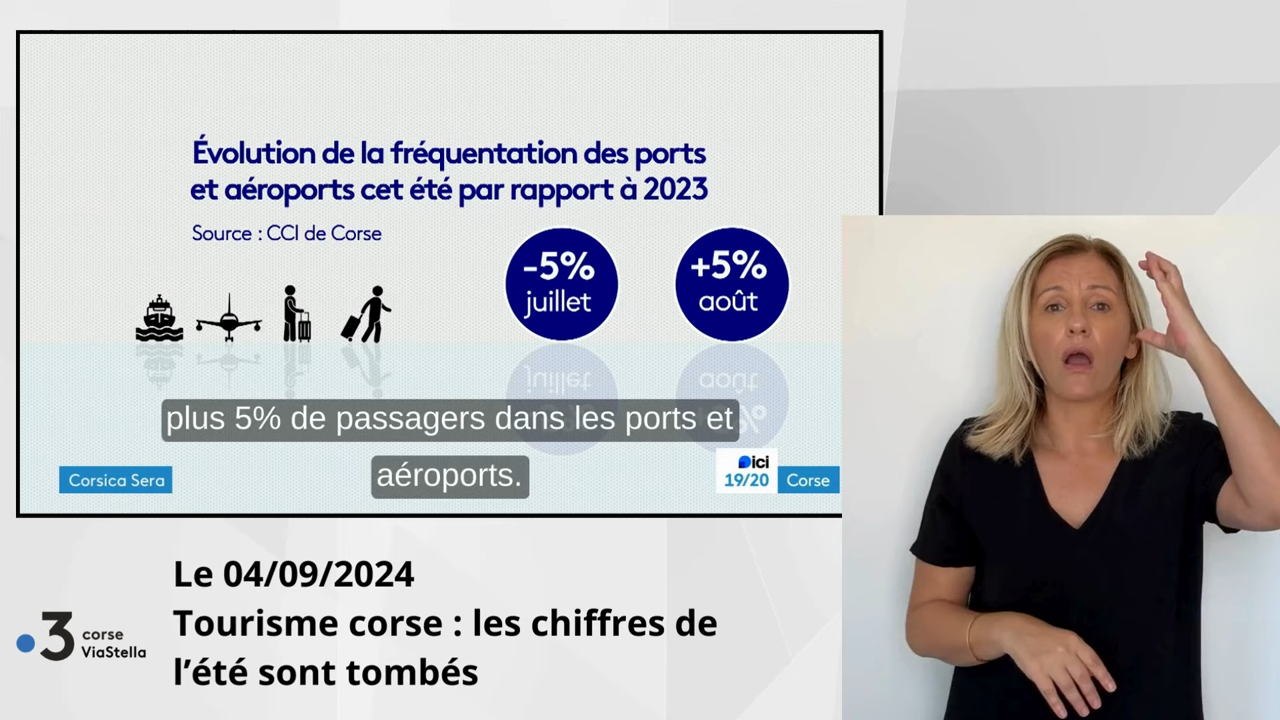 Évolution de la fréquentation des ports
et aéroports cet été par rapport à 2023
Source : CCI de Corse
-5%
juillet
+5%
août
juillet
août
plus 5% de passagers dans les ports et
aéroports.
Corsica Sera
ici
19/20
Corse
Le 04/09/2024
Tourisme corse : les chiffres de
l’été sont tombés
3
corse
ViaStella